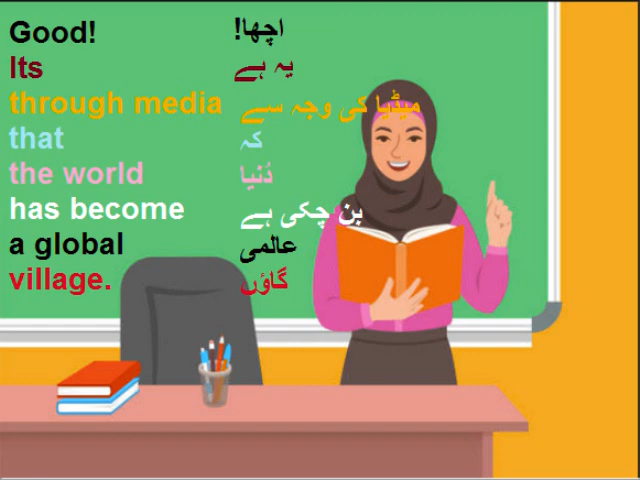 Good! اچھا!
Its یہ ہے
through media میڈیا کی وجہ سے
that کہ
the world دُنیا
has become بن چکی ہے
a global عالمی
village. گاؤں